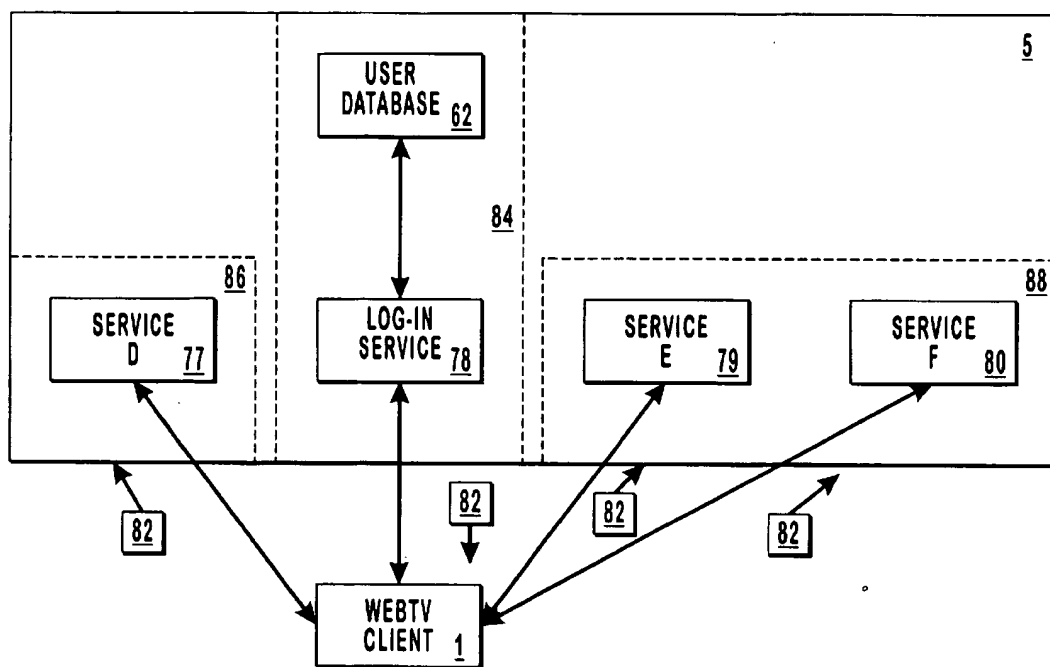 5
USER
DATABASE 62
84
86
88
SERVICE
D 77
LOG-IN
SERVICE 78
SERVICE
E 79
SERVICE
F 80
82
82
82
82
WEBTV
CLIENT 1